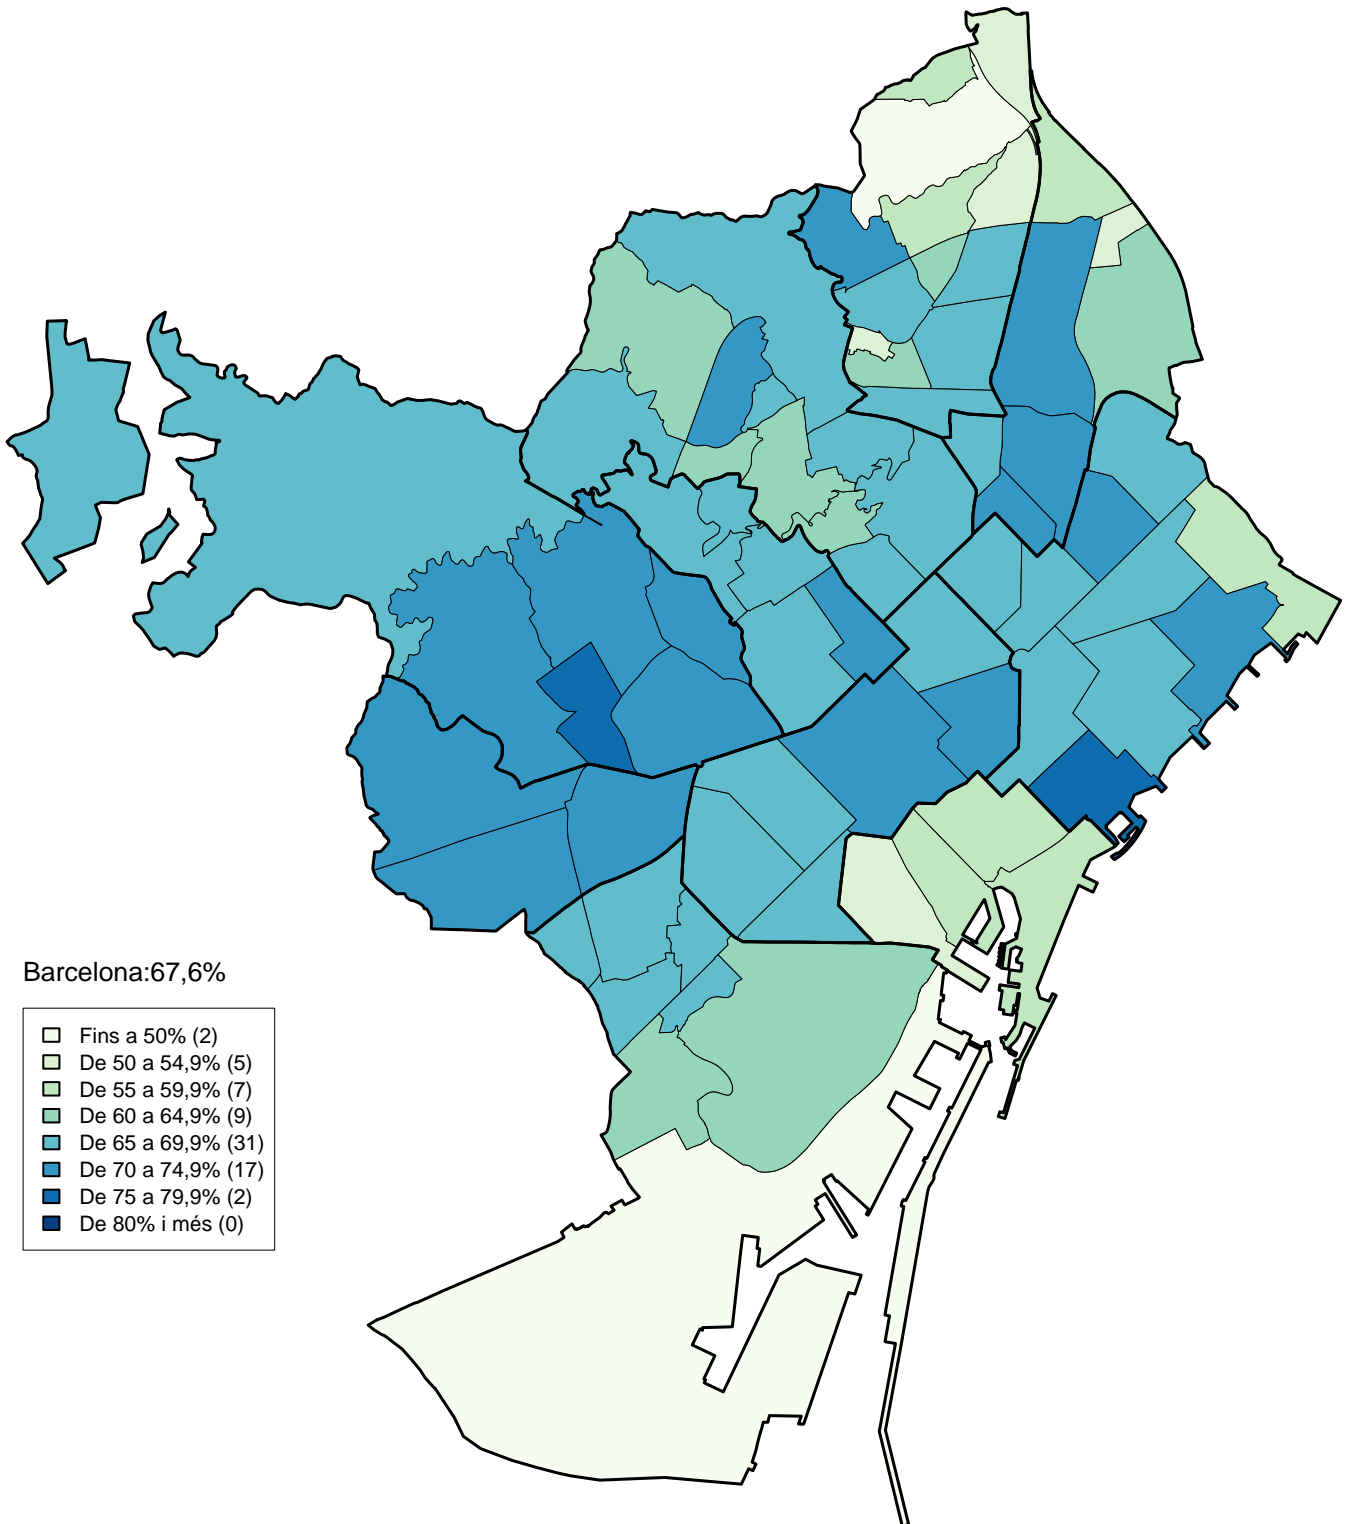 Barcelona:67,6%
Fins a 50% (2)
De 50 a 54,9% (5)
De 55 a 59,9% (7)
De 60 a 64,9% (9)
De 65 a 69,9% (31)
De 70 a 74,9% (17)
De 75 a 79,9% (2)
De 80% i més (0)